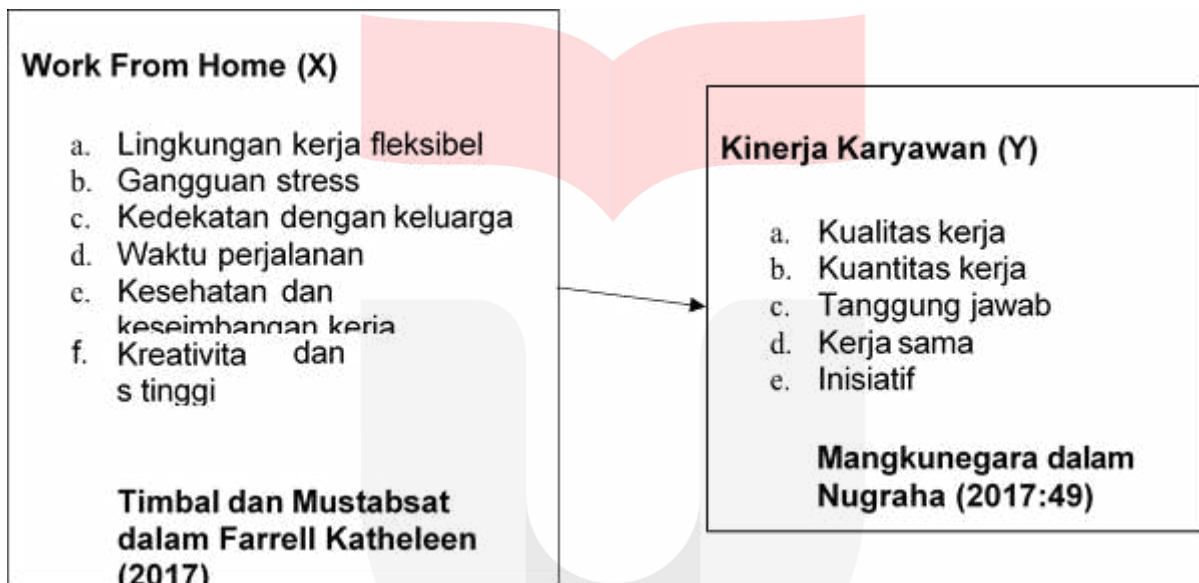 Work From Home (X)
a. Lingkungan kerja fleksibel
b. Gangguan stress
c. Kedekatan dengan keluarga
d. Waktu perjalanan
e. Kesehatan dan
keseimbangan kerja
f. Kreativita dan
s tinggi
Timbal dan Mustabsat
dalam Farrell Katheleen
(2017)
Kinerja Karyawan (Y)
a. Kualitas kerja
b. Kuantitas kerja
c. Tanggung jawab
d. Kerja sama
e. Inisiatif
Mangkunegara dalam
Nugraha (2017:49)